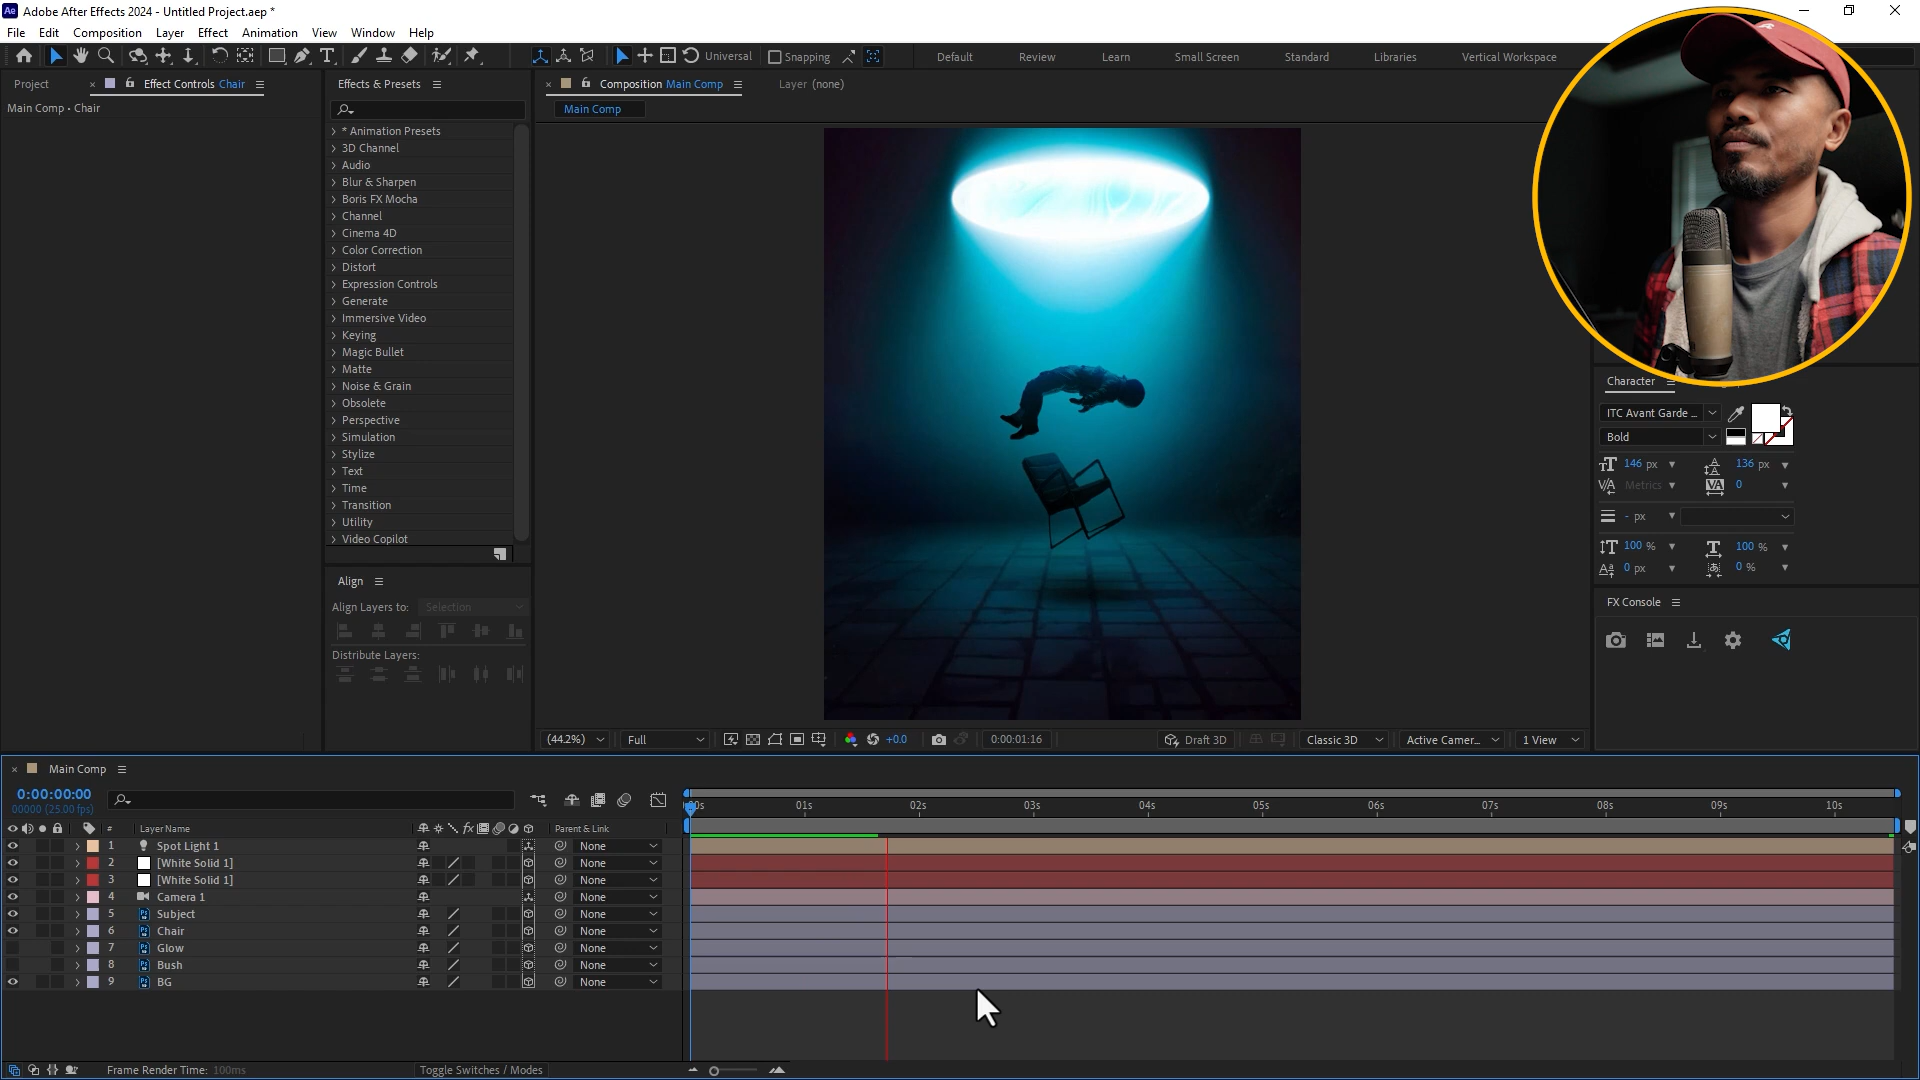 Ae Adobe After Effects 2024 - Untitled Project.aep *
File Edit Composition Layer Effect Animation View Window Help
Universal Snapping Default Review Learn Small Screen Standard Libraries Vertical Workspace
Project × Effect Controls Chair
Main Comp • Chair
Effects & Presets
> * Animation Presets
> 3D Channel
> Audio
> Blur & Sharpen
> Boris FX Mocha
> Channel
> Cinema 4D
> Color Correction
> Distort
> Expression Controls
> Generate
> Immersive Video
> Keying
> Magic Bullet
> Matte
> Noise & Grain
> Obsolete
> Perspective
> Simulation
> Stylize
> Text
> Time
> Transition
> Utility
> Video Copilot
Align
Align Layers to: Selection
Distribute Layers:
× Composition Main Comp Layer (none)
Main Comp
(44.2%) Full +0.0 0:00:01:16 Draft 3D Classic 3D Active Camer... 1 View
Character
ITC Avant Garde ...
Bold
146 px 136 px
Metrics 0
- px
100 % 100 %
0 px 0 %
FX Console
× Main Comp
0:00:00:00
00000 (25.00 fps)
00s 01s 02s 03s 04s 05s 06s 07s 08s 09s 10s
# Layer Name fx Parent & Link
1 Spot Light 1 None
2 [White Solid 1] None
3 [White Solid 1] None
4 Camera 1 None
5 Subject None
6 Chair None
7 Glow None
8 Bush None
9 BG None
Frame Render Time: 100ms Toggle Switches / Modes